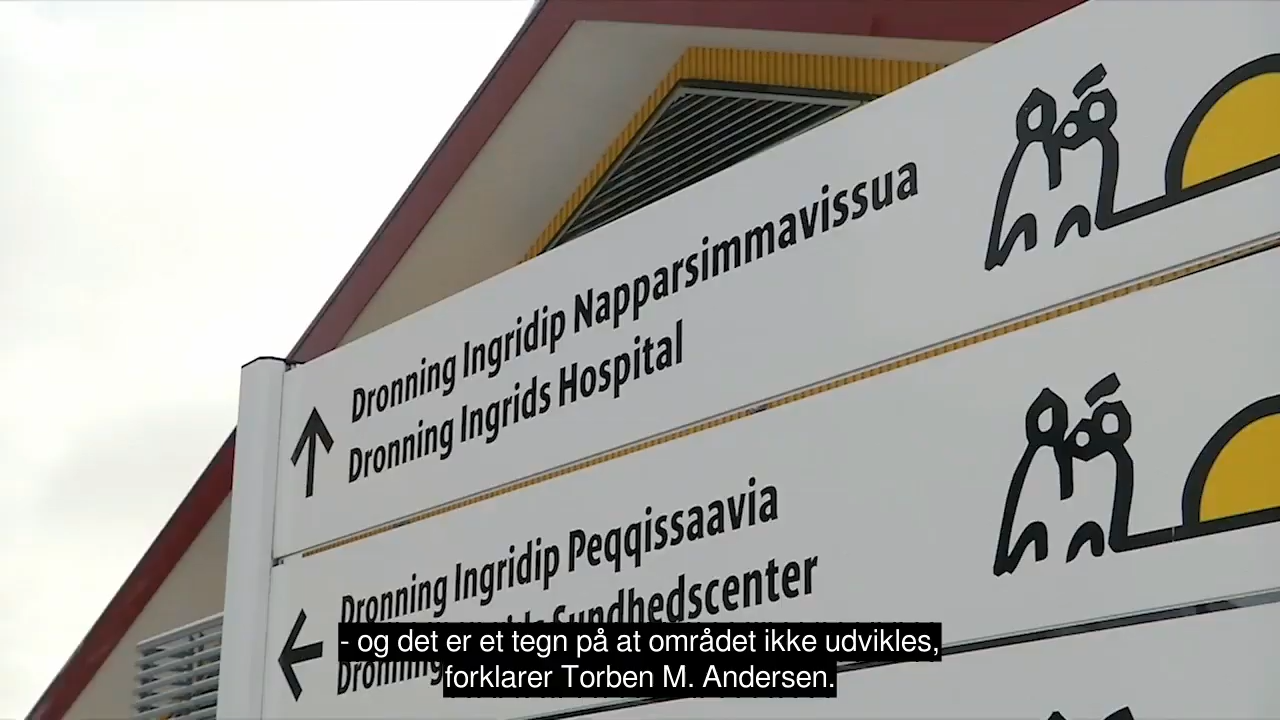 Dronning Ingridip Napparsimmavissua
Dronning Ingrids Hospital
Dronning Ingridip Peqqissaavia
Dronning Sundhedscenter
- og det er et tegn på at området ikke udvikles,
forklarer Torben M. Andersen.